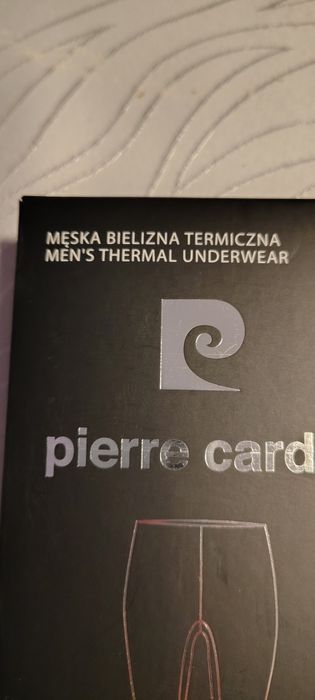 MĘSKA BIELIZNA TERMICZNA
MEN'S THERMAL UNDERWEAR
pierre card